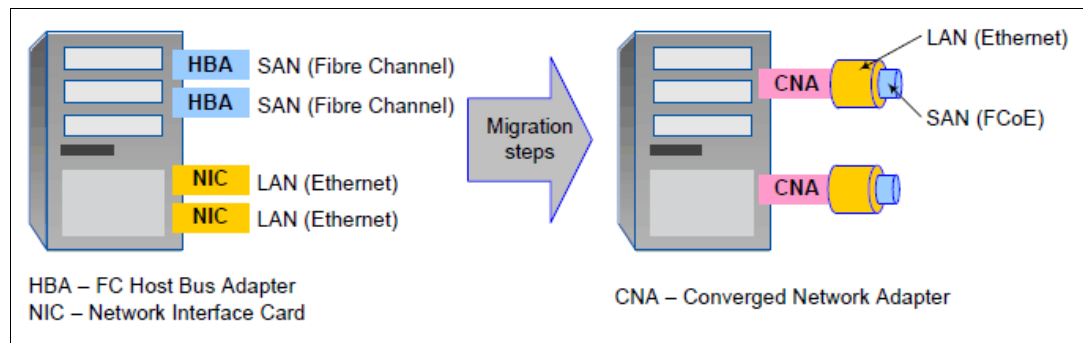 HBA SAN (Fibre Channel)
HBA SAN (Fibre Channel)
NIC LAN (Ethernet)
NIC LAN (Ethernet)
HBA – FC Host Bus Adapter
NIC – Network Interface Card
Migration
steps
LAN (Ethernet)
CNA
SAN (FCoE)
CNA
CNA – Converged Network Adapter